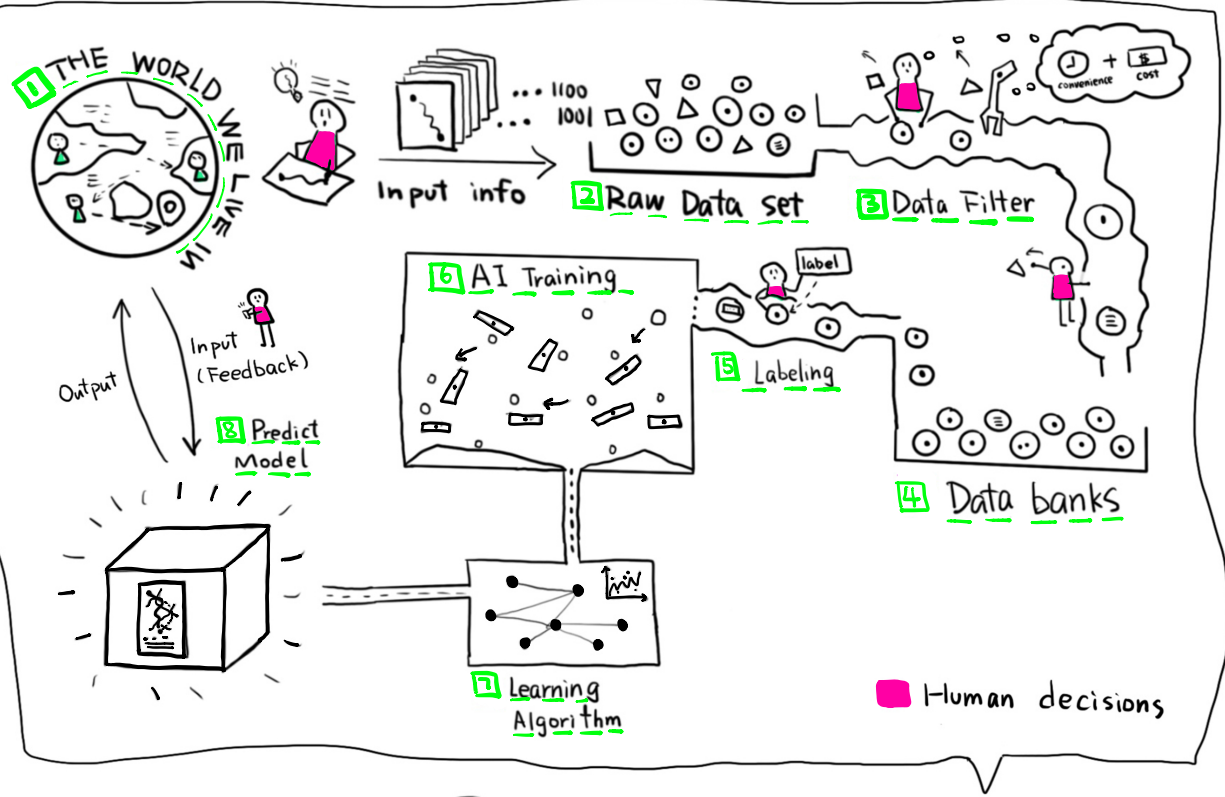 1 THE WORLD WE LIVE IN
1100
1001
Input info
2 Raw Data set
3 Data Filter
+ $
convenience cost
label
4 Data banks
5 Labeling
6 AI Training
7 Learning
Algorithm
8 Predict
Model
Input
(Feedback)
Output
Human decisions